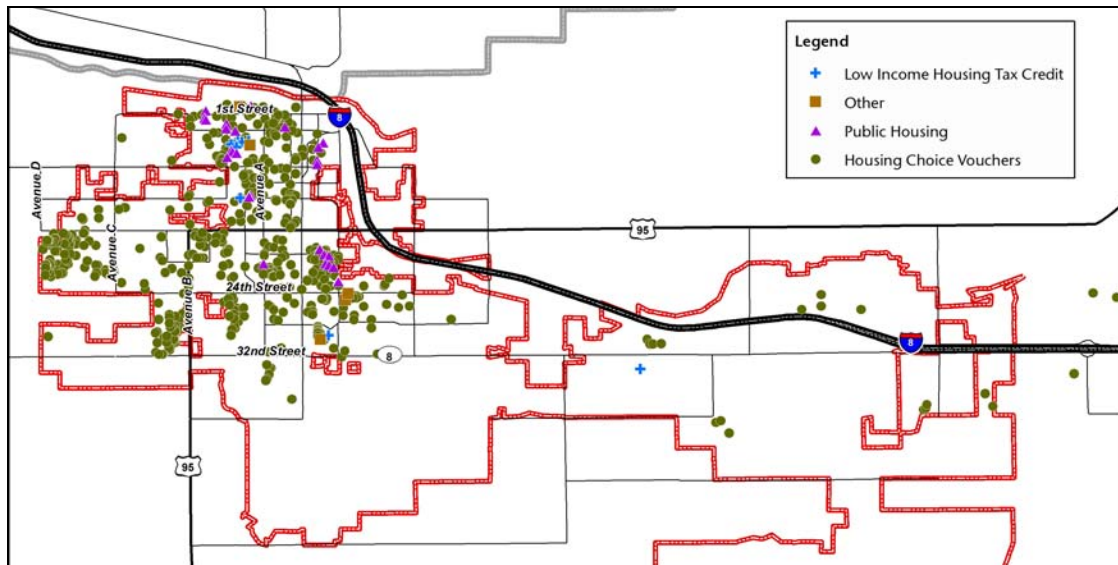 Legend
Low Income Housing Tax Credit
Other
Public Housing
Housing Choice Vouchers
1st Street
8
Avenue D
Avenue A
Avenue C
95
24th Street
Avenue B
8
32nd Street
8
95